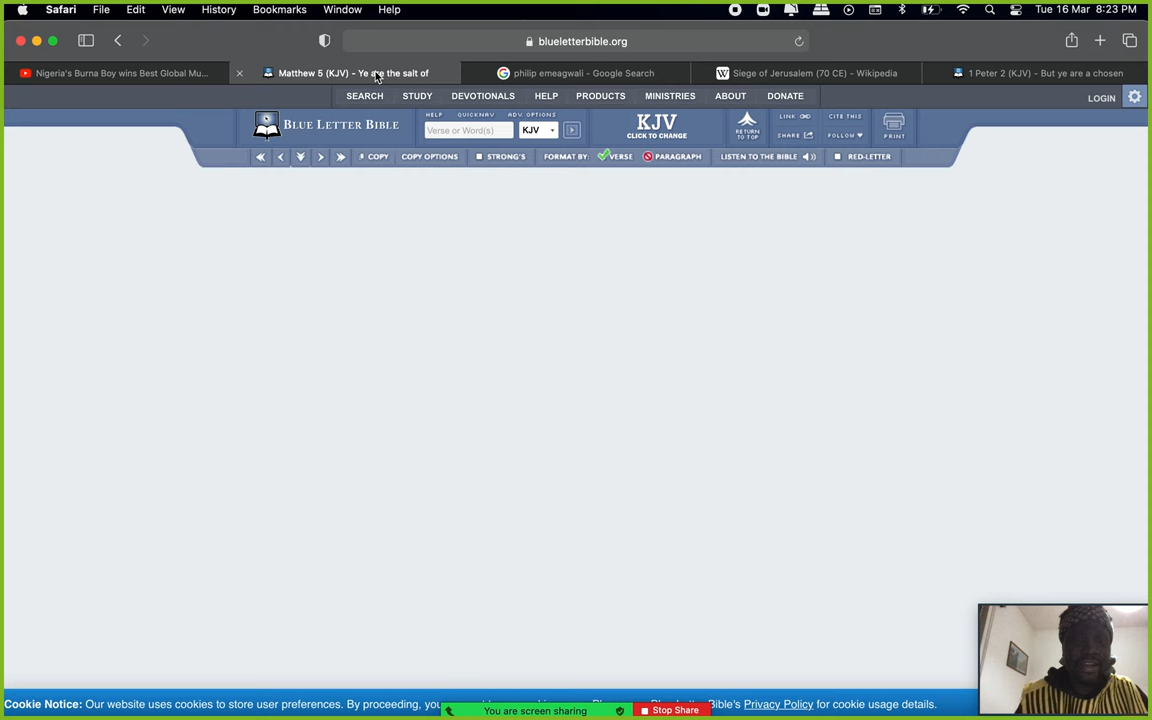 Safari File Edit View History Bookmarks Window Help Tue 16 Mar 8:23 PM
blueletterbible.org
Nigeria's Burna Boy wins Best Global Mu... Matthew 5 (KJV) - Ye are the salt of philip emeagwali - Google Search Siege of Jerusalem (70 CE) - Wikipedia 1 Peter 2 (KJV) - But ye are a chosen
SEARCH STUDY DEVOTIONALS HELP PRODUCTS MINISTRIES ABOUT DONATE LOGIN
HELP QUICKNAV ADV. OPTIONS
BLUE LETTER BIBLE Verse or Word(s) KJV
KJV
CLICK TO CHANGE
RETURN
TO TOP
LINK CITE THIS
SHARE FOLLOW PRINT
COPY COPY OPTIONS STRONG'S FORMAT BY: VERSE PARAGRAPH LISTEN TO THE BIBLE RED-LETTER
Cookie Notice: Our website uses cookies to store user preferences. By proceeding, you Bible's Privacy Policy for cookie usage details.
You are screen sharing Stop Share